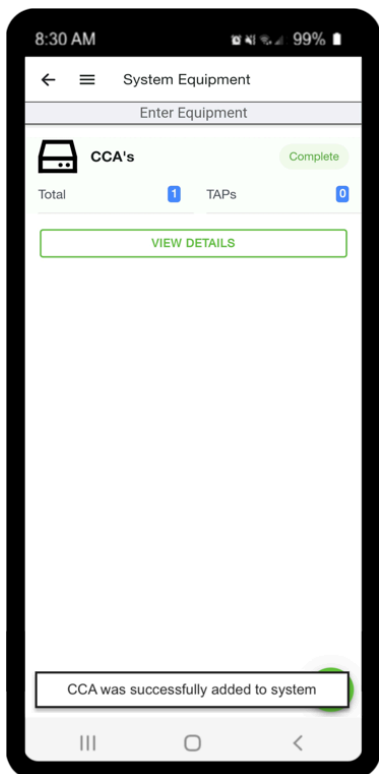 8:30 AM 99%
System Equipment
Enter Equipment
CCA's Complete
Total 1 TAPs 0
VIEW DETAILS
CCA was successfully added to system